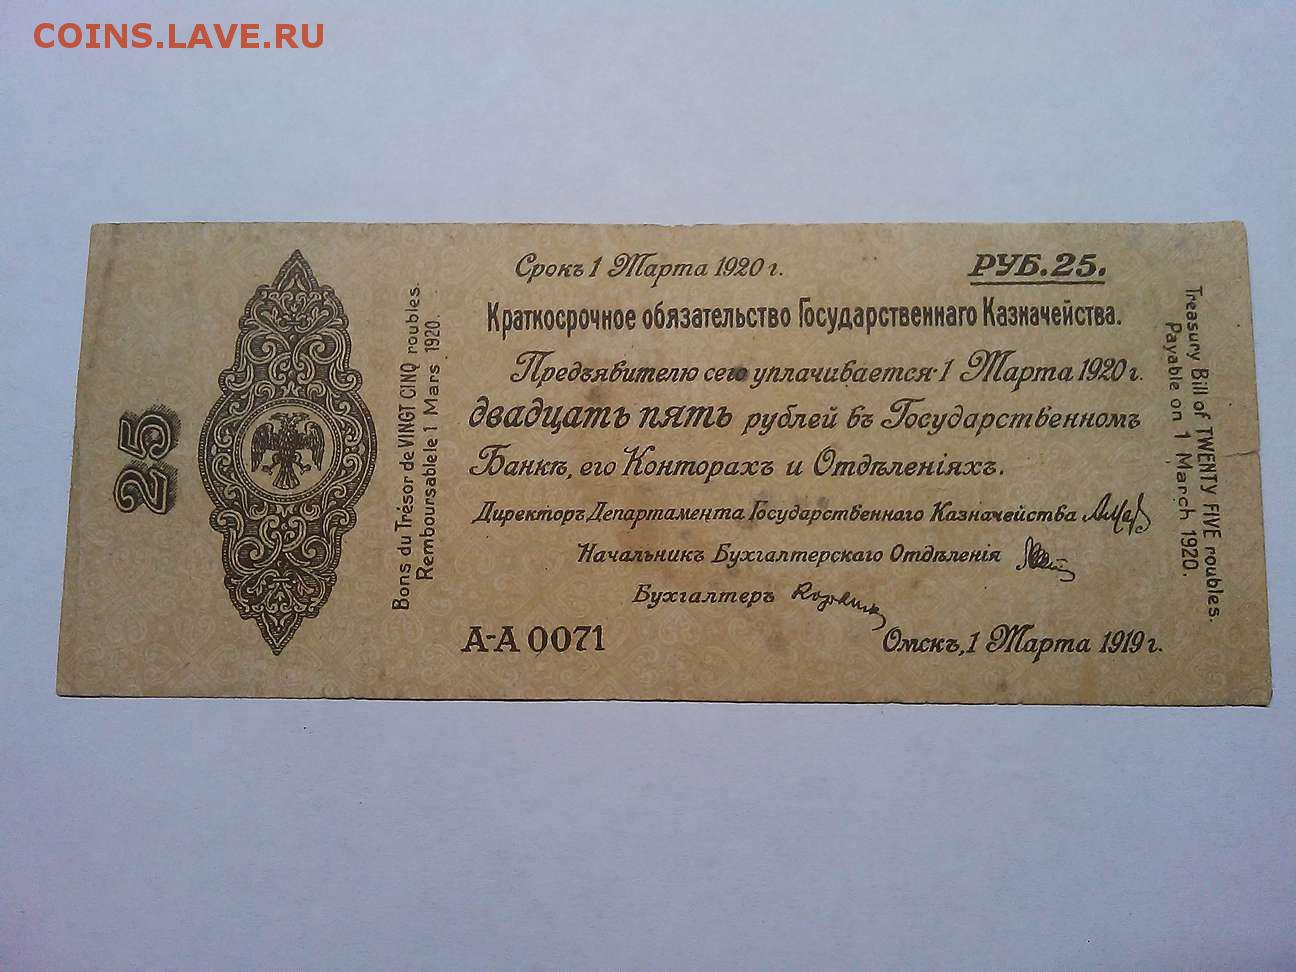 COINS.LAVE.RU
25
Bons du Trésor de VINGT CINQ roubles.
Remboursable le 1 Mars 1920.
Срокъ 1 Марта 1920 г.
РУБ. 25.
Краткосрочное обязательство Государственнаго Казначейства.
Предъявителю сего уплачивается 1 Марта 1920 г.
двадцать пять рублей въ Государственномъ
Банкѣ, его Конторахъ и Отдѣленіяхъ.
Директоръ Департамента Государственнаго Казначейства
Начальникъ Бухгалтерскаго Отдѣленія
Бухгалтеръ
А-А 0071
Омскъ, 1 Марта 1919 г.
Treasury Bill of TWENTY FIVE roubles.
Payable on 1 March 1920.